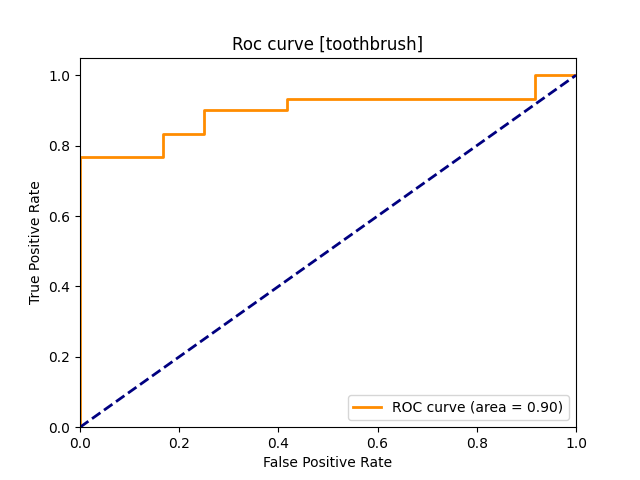 Roc curve [toothbrush]
True Positive Rate
1.0
0.8
0.6
0.4
0.2
0.0
ROC curve (area = 0.90)
0.0 0.2 0.4 0.6 0.8 1.0
False Positive Rate